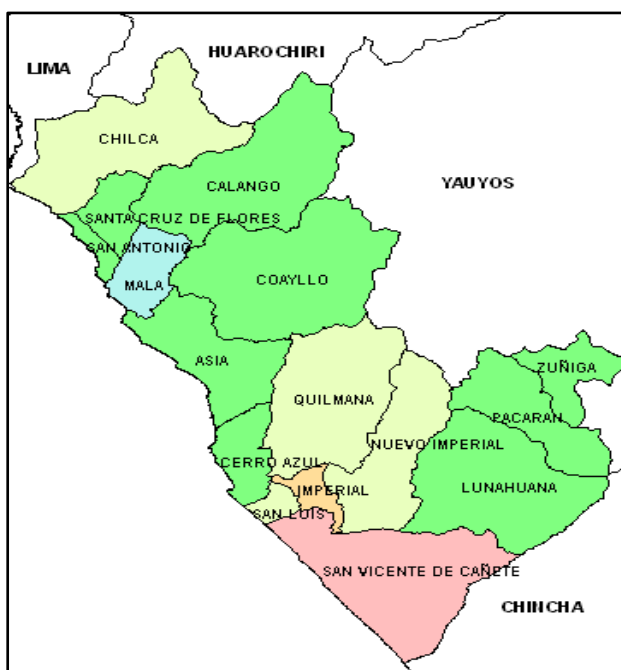 HUAROCHIRI
LIMA
CHILCA
YAUYOS
CALANGO
SANTA CRUZ DE FLORES
SAN ANTONIO
COAYLLO
MALA
ASIA
ZUÑIGA
QUILMANA
PACARAN
NUEVO IMPERIAL
CERRO AZUL
IMPERIAL
LUNAHUANA
SAN LUIS
SAN VICENTE DE CAÑETE
CHINCHA